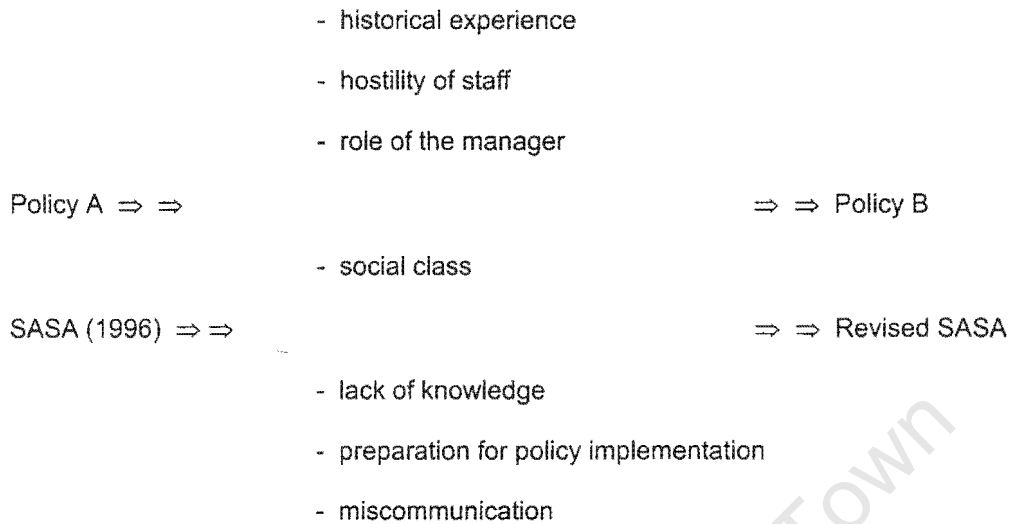 - historical experience
- hostility of staff
- role of the manager
Policy A ⇒ ⇒ ⇒ ⇒ Policy B
- social class
SASA (1996) ⇒ ⇒ ⇒ ⇒ Revised SASA
- lack of knowledge
- preparation for policy implementation
- miscommunication
Town